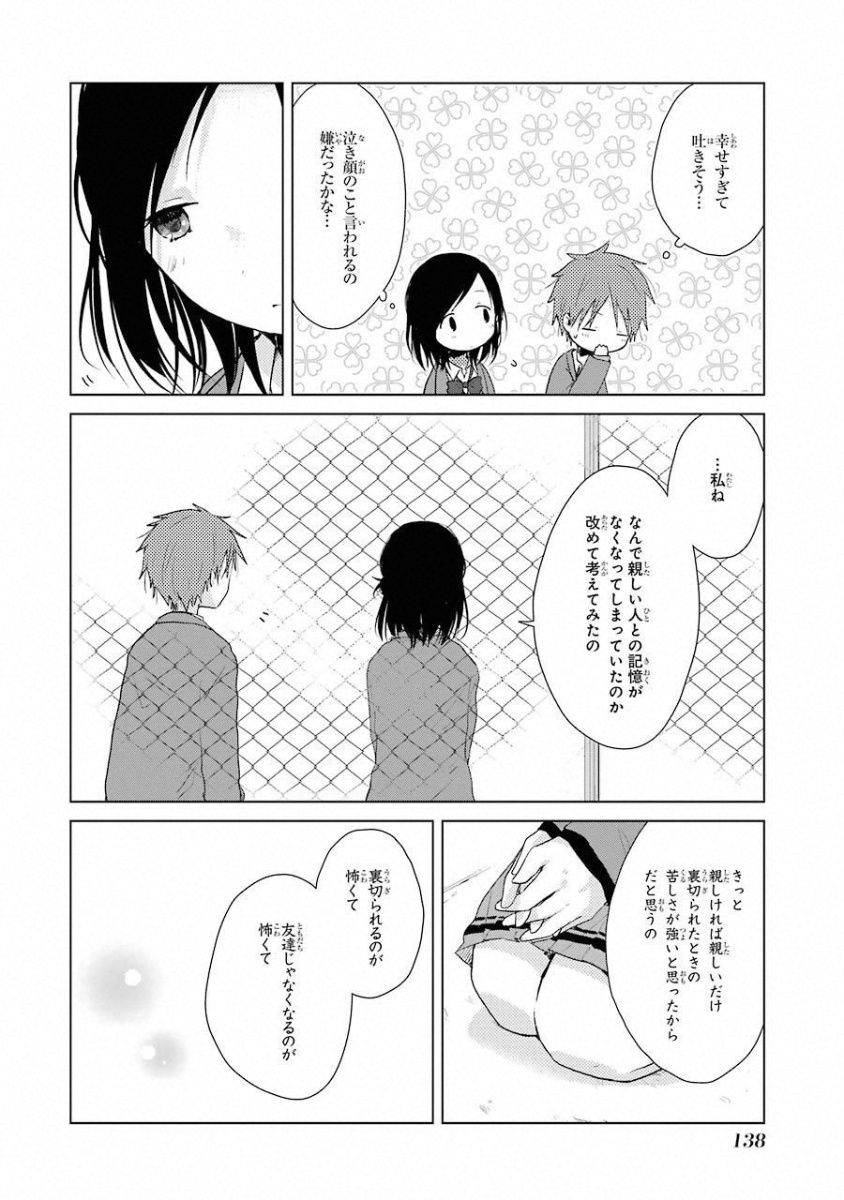 幸せすぎて
吐きそう…
泣き顔のこと言われるの
嫌だったかな…
…私ね
なんで親しい人との記憶が
なくなってしまっていたのか
改めて考えてみたの
きっと
親しければ親しいだけ
裏切られたときの
苦しさが強いと思ったから
だと思うの
裏切られるのが
怖くて
友達じゃなくなるのが
怖くて
138